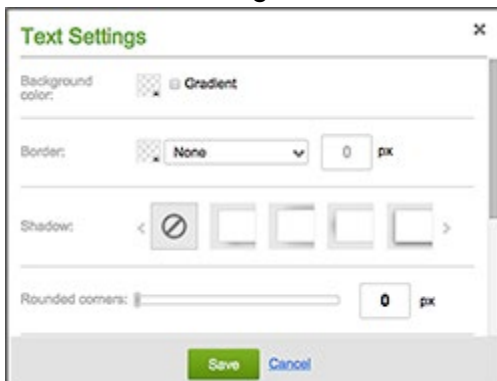 Text Settings
×
Background
color:
Gradient
Border:
None
0
px
Shadow:
<
>
Rounded corners:
0
px
Save
Cancel